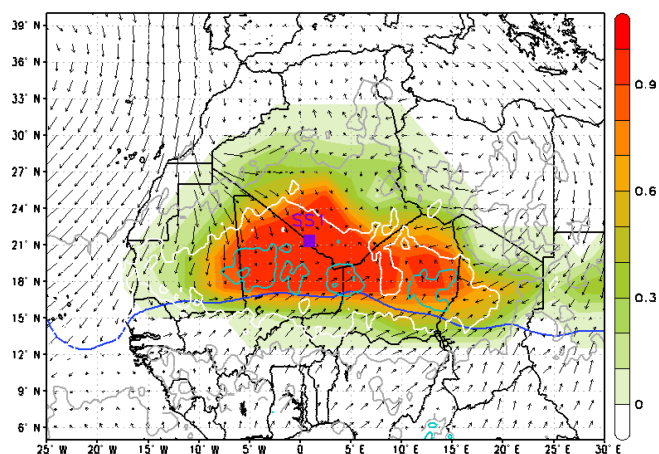 39˚ N
36˚ N
33˚ N
30˚ N
27˚ N
24˚ N
21˚ N
18˚ N
15˚ N
12˚ N
9˚ N
6˚ N
25˚ W
20˚ W
15˚ W
10˚ W
5˚ W
0˚
5˚ E
10˚ E
15˚ E
20˚ E
25˚ E
30˚ E
0.9
0.6
0.3
0
SS1